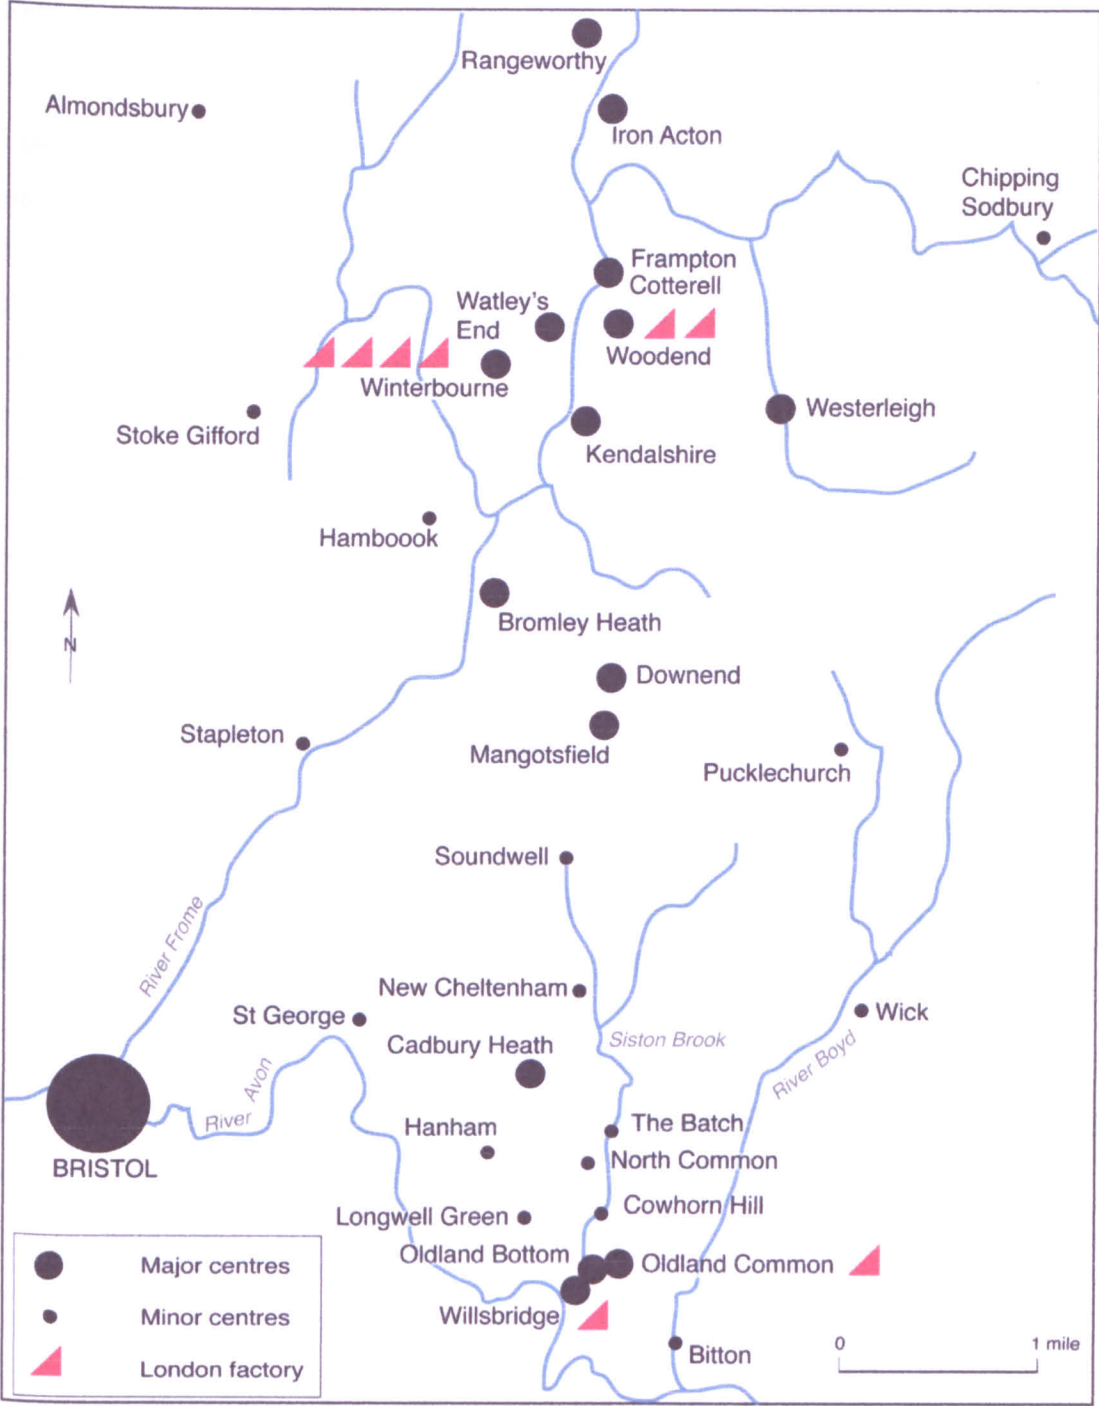 Rangeworthy
Almondsbury
Iron Acton
Chipping
Sodbury
Frampton
Cotterell
Watley's
End
Woodend
Winterbourne
Westerleigh
Stoke Gifford
Kendalshire
Hamboook
Bromley Heath
N
Downend
Stapleton
Mangotsfield
Pucklechurch
Soundwell
River Frome
New Cheltenham
St George
Wick
Siston Brook
Cadbury Heath
River Boyd
River Avon
The Batch
Hanham
North Common
BRISTOL
Cowhorn Hill
Longwell Green
Oldland Bottom
Oldland Common
Willsbridge
Bitton
Major centres
Minor centres
London factory
0 1 mile